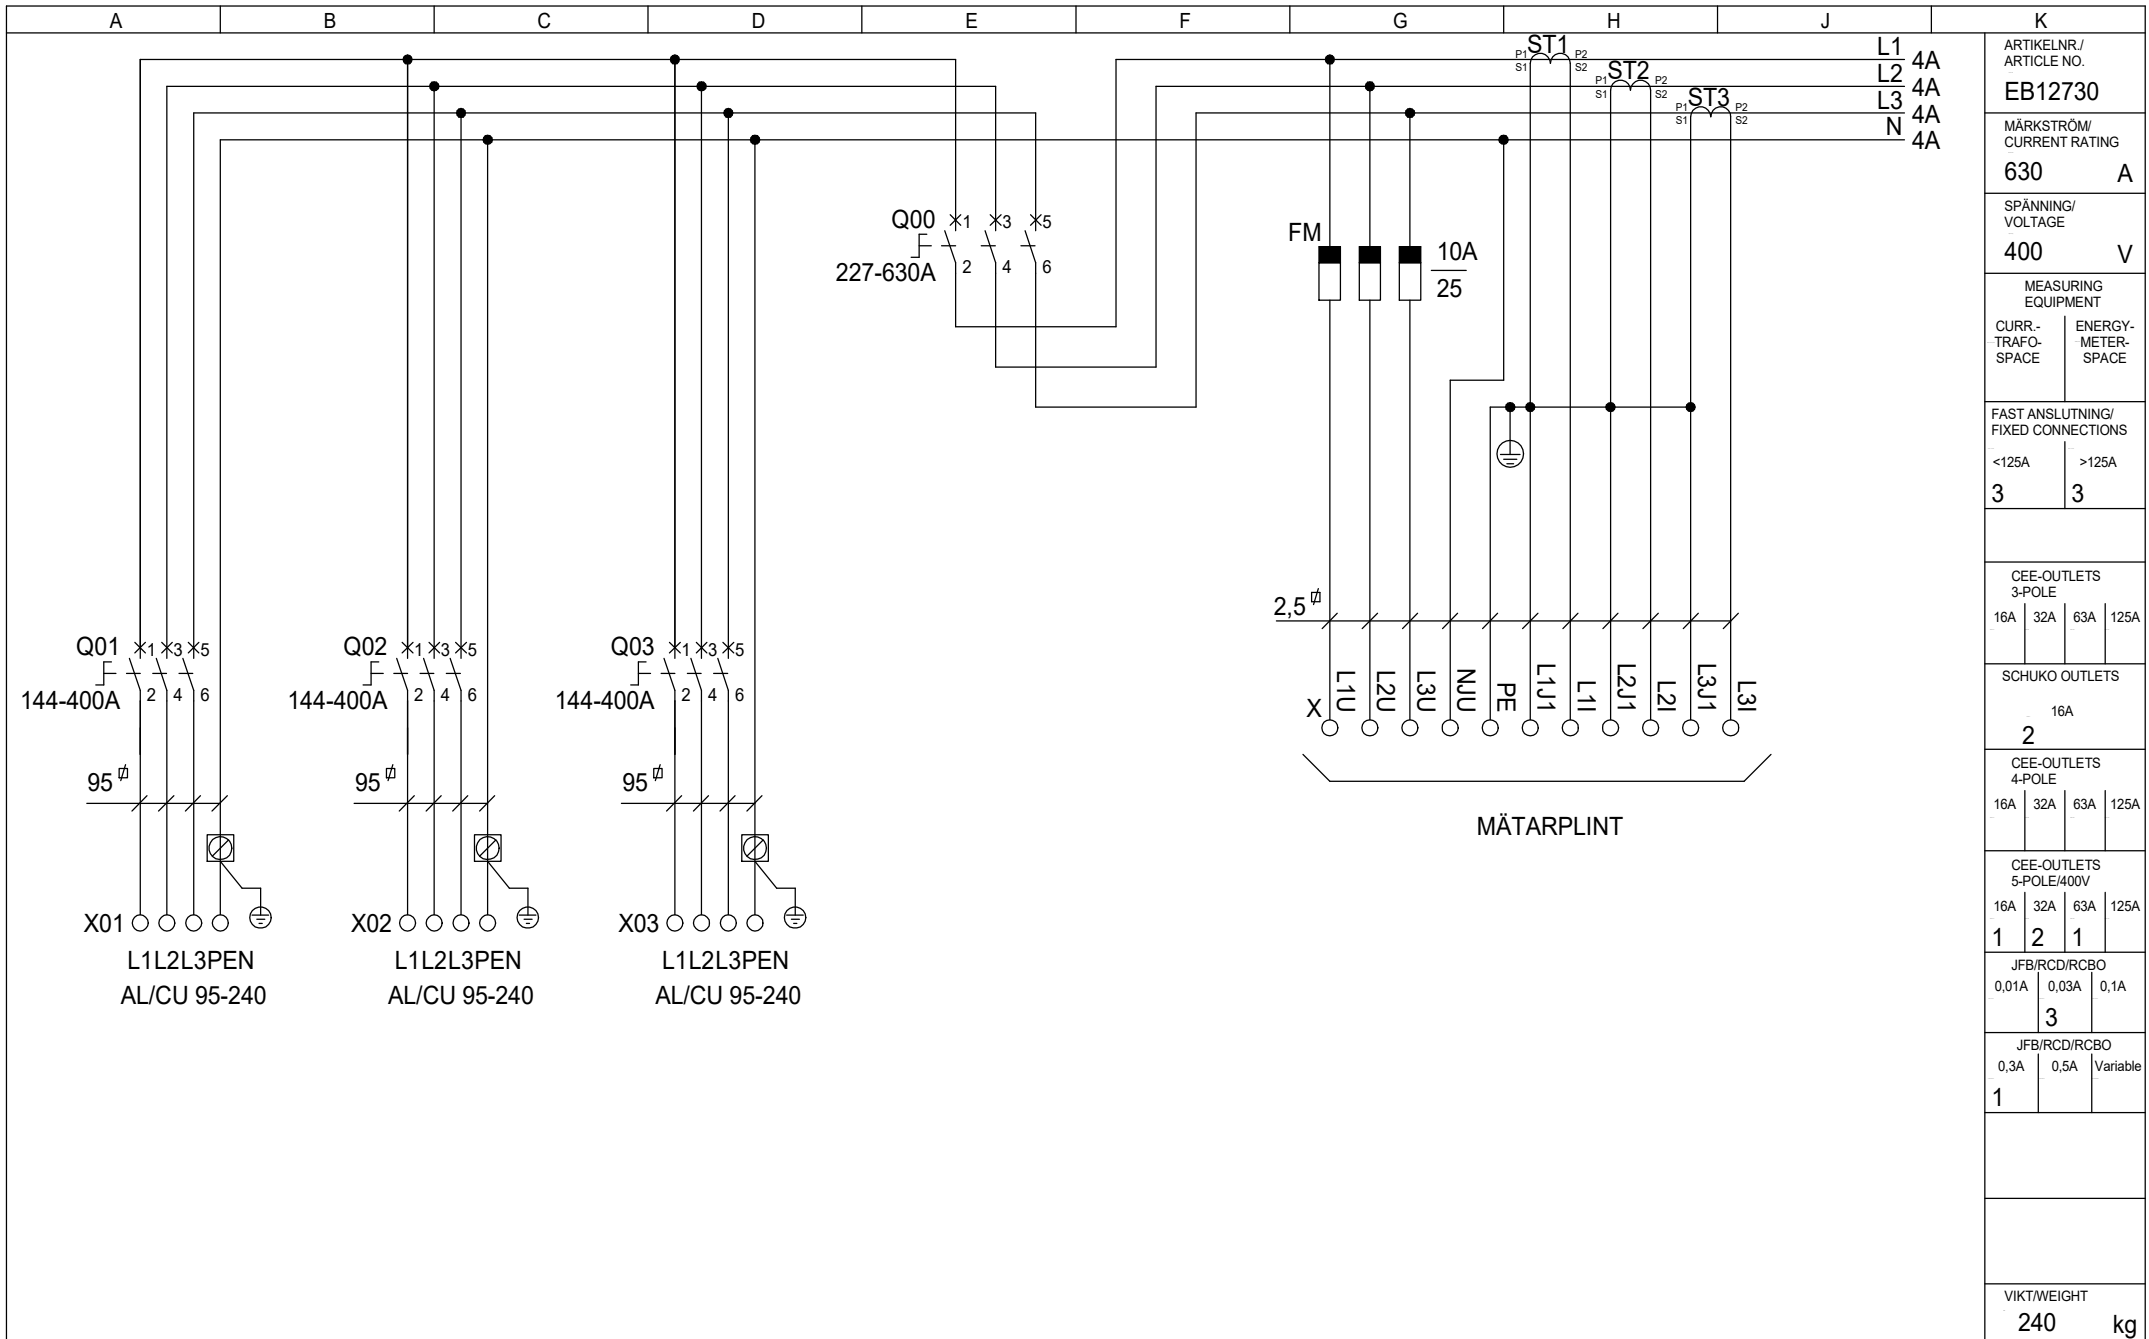 A B C D E F G H J K
ST1
P1 P2
S1 S2
ST2
P1 P2
S1 S2
ST3
P1 P2
S1 S2
L1 4A
L2 4A
L3 4A
N 4A
Q00 1 3 5
227-630A 2 4 6
FM
10A
25
Q01 1 3 5
144-400A 2 4 6
Q02 1 3 5
144-400A 2 4 6
Q03 1 3 5
144-400A 2 4 6
95
95
95
2,5
X L1U L2U L3U NJU PE L1J1 L1I L2J1 L2I L3J1 L3I
MÄTARPLINT
X01
L1L2L3PEN
AL/CU 95-240
X02
L1L2L3PEN
AL/CU 95-240
X03
L1L2L3PEN
AL/CU 95-240
ARTIKELNR./
ARTICLE NO.
EB12730
MÄRKSTRÖM/
CURRENT RATING
630 A
SPÄNNING/
VOLTAGE
400 V
MEASURING
EQUIPMENT
CURR.-
TRAFO-
SPACE
ENERGY-
METER-
SPACE
FAST ANSLUTNING/
FIXED CONNECTIONS
<125A >125A
3 3
CEE-OUTLETS
3-POLE
16A 32A 63A 125A
SCHUKO OUTLETS
16A
2
CEE-OUTLETS
4-POLE
16A 32A 63A 125A
CEE-OUTLETS
5-POLE/400V
16A 32A 63A 125A
1 2 1
JFB/RCD/RCBO
0,01A 0,03A 0,1A
3
JFB/RCD/RCBO
0,3A 0,5A Variable
1
VIKT/WEIGHT
240 kg